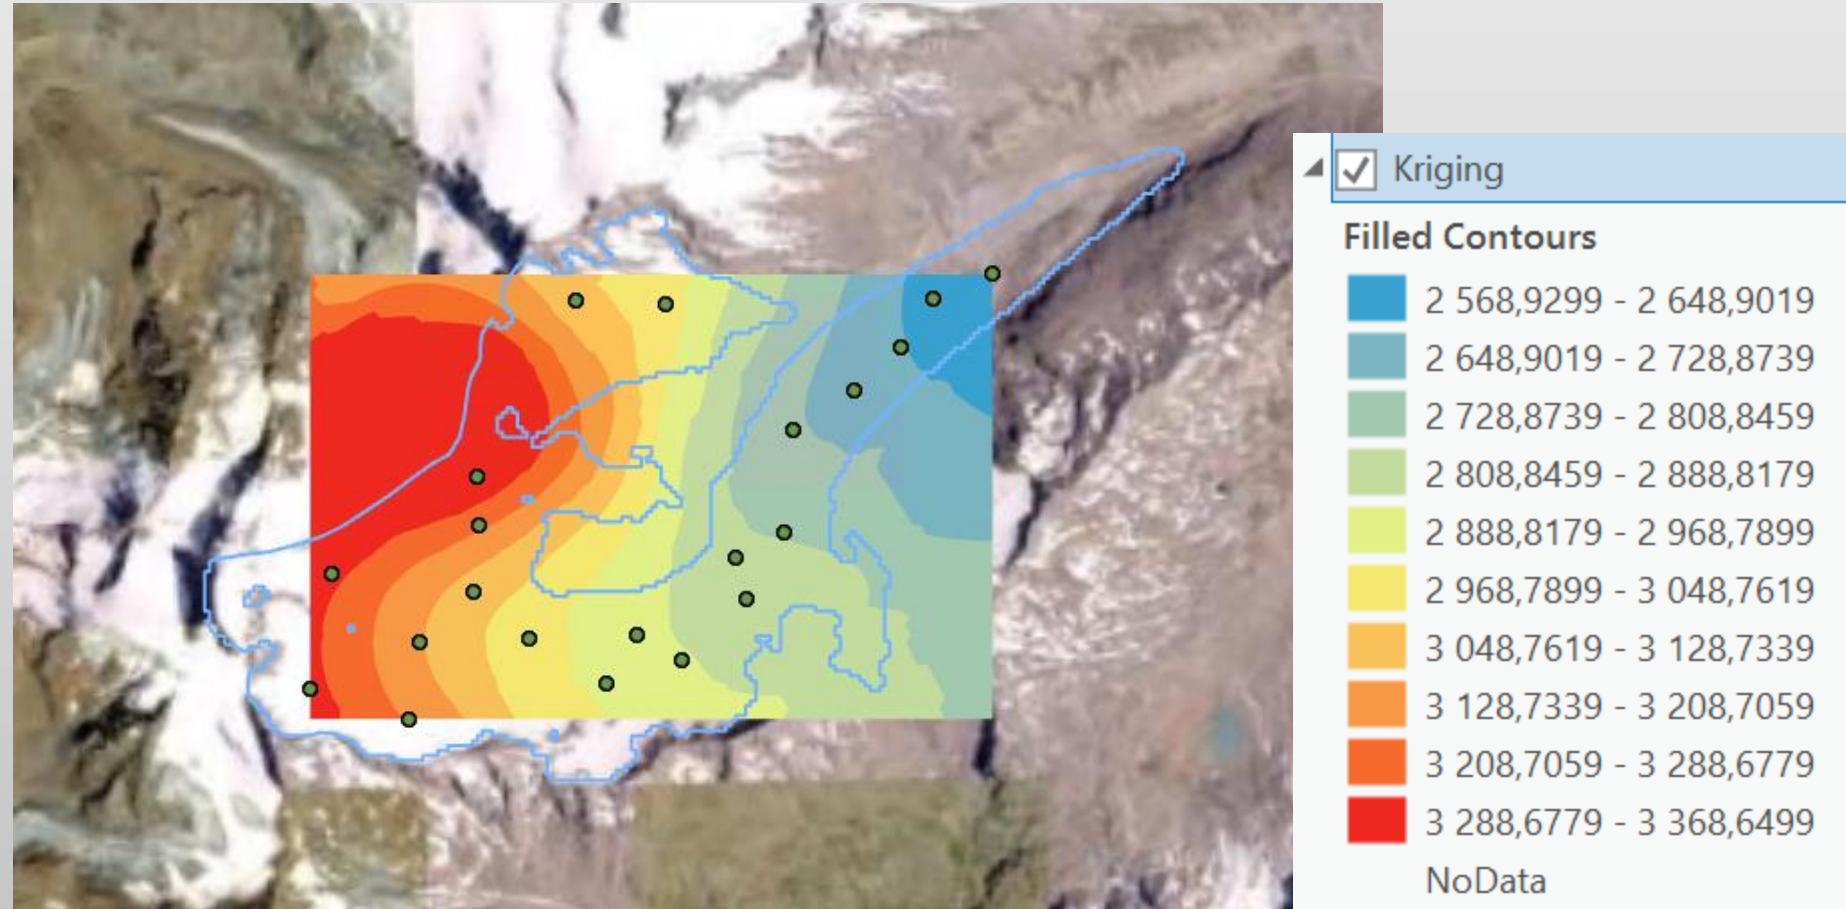 Kriging
Filled Contours
2 568,9299 - 2 648,9019
2 648,9019 - 2 728,8739
2 728,8739 - 2 808,8459
2 808,8459 - 2 888,8179
2 888,8179 - 2 968,7899
2 968,7899 - 3 048,7619
3 048,7619 - 3 128,7339
3 128,7339 - 3 208,7059
3 208,7059 - 3 288,6779
3 288,6779 - 3 368,6499
NoData